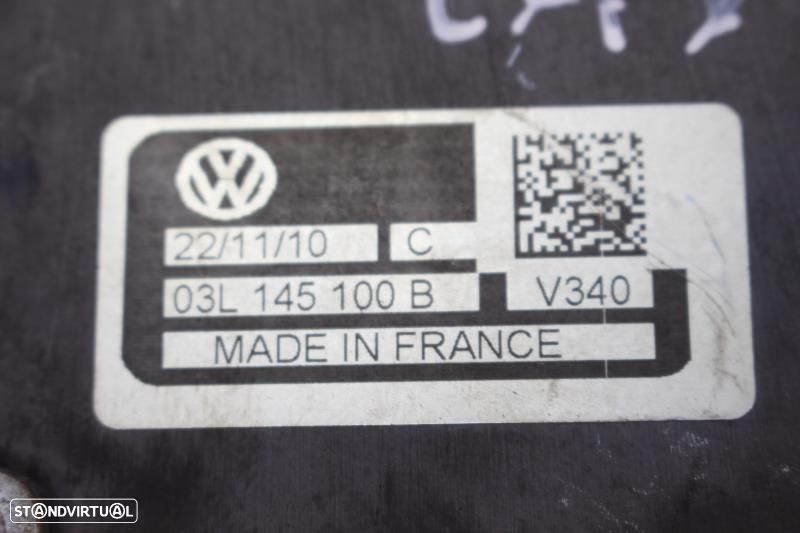 22/11/10 C
03L 145 100 B V340
MADE IN FRANCE
STANDVIRTUAL